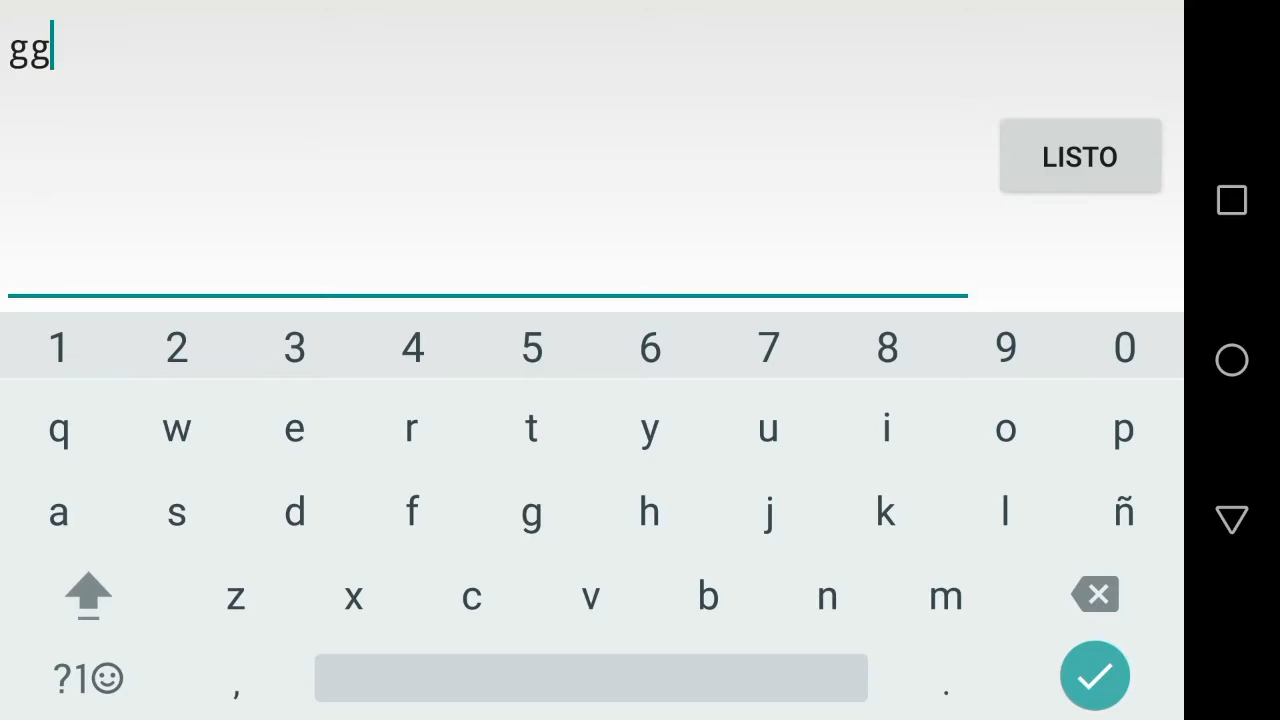 gg
LISTO
1 2 3 4 5 6 7 8 9 0
q w e r t y u i o p
a s d f g h j k l ñ
z x c v b n m
?1☺ , .